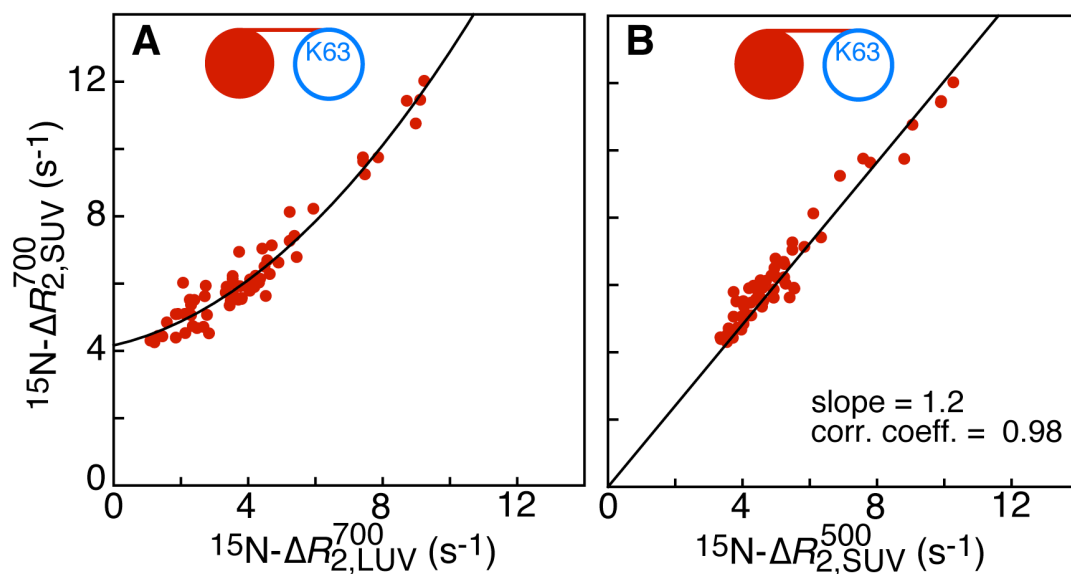 A
K63
12
8
4
0
0 4 8 12
¹⁵N-ΔR₂,SUV⁷⁰⁰ (s⁻¹)
¹⁵N-ΔR₂,LUV⁷⁰⁰ (s⁻¹)
B
K63
slope = 1.2
corr. coeff. = 0.98
0 4 8 12
¹⁵N-ΔR₂,SUV⁵⁰⁰ (s⁻¹)